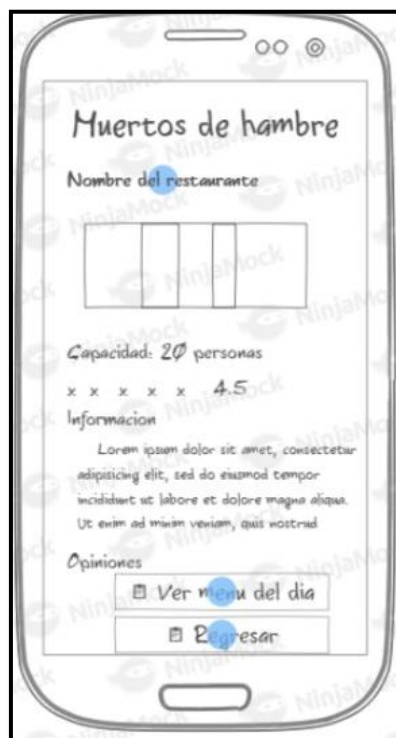 Muertos de hambre
Nombre del restaurante
Capacidad: 20 personas
x x x x x 4.5
Informacion
Lorem ipsum dolor sit amet, consectetur
adipisicing elit, sed do eiusmod tempor
incididunt ut labore et dolore magna aliqua.
Ut enim ad minim veniam, quis nostrud
Opiniones
Ver menu del dia
Regresar
NinjaMock